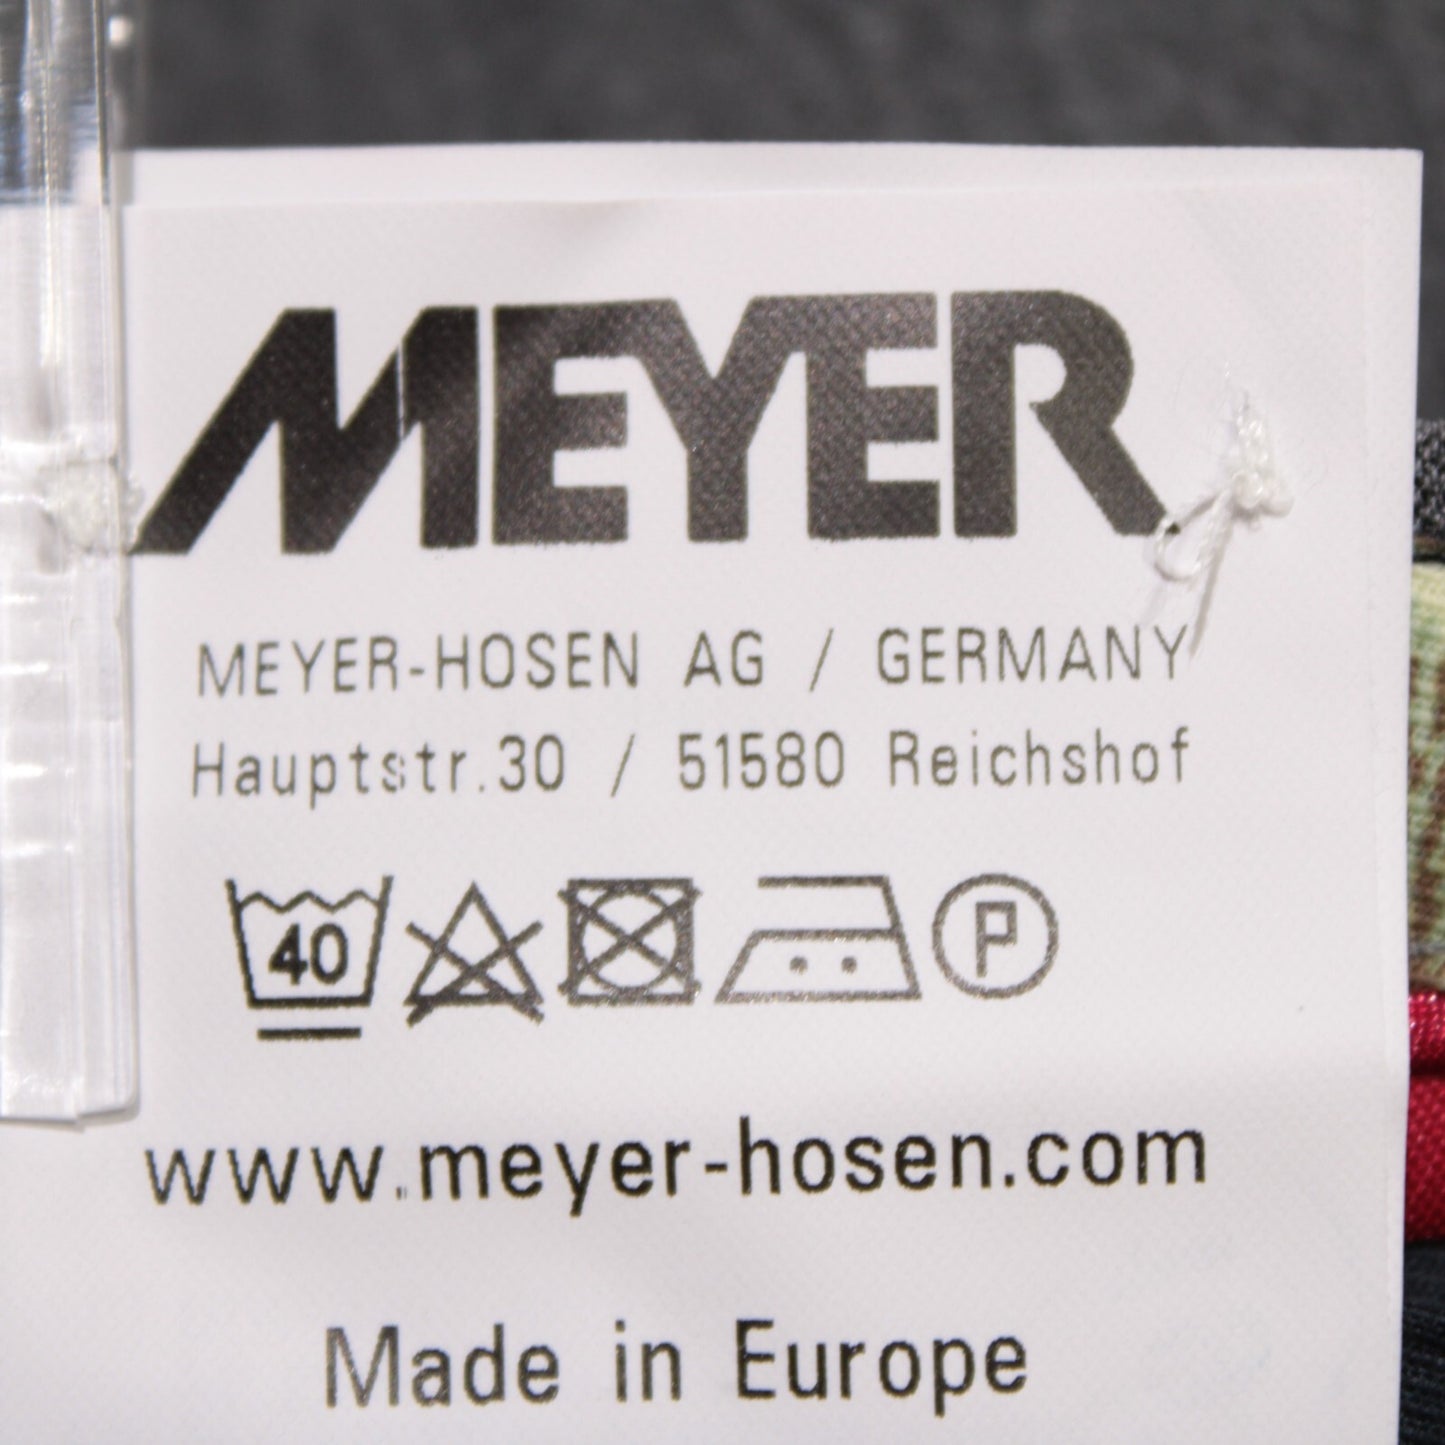 MEYER
MEYER-HOSEN AG / GERMANY
Hauptstr.30 / 51580 Reichshof
40 P
www.meyer-hosen.com
Made in Europe